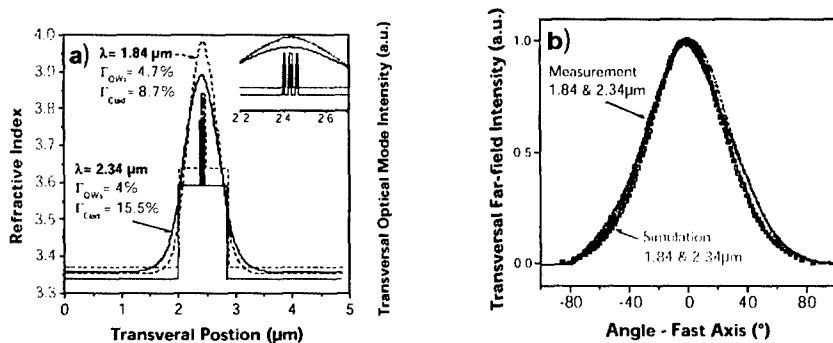 a)
λ = 1.84 µm
Γ QWs = 4.7%
Γ Clad = 8.7%
λ = 2.34 µm
Γ QWs = 4%
Γ Clad = 15.5%
4.0
3.9
3.8
3.7
3.6
3.5
3.4
3.3
Refractive Index
0 1 2 3 4 5
Transveral Postion (µm)
2 2 2 4 2 6
Transversal Optical Mode Intensity (a.u.)
b)
Measurement
1.84 & 2.34µm
Simulation
1.84 & 2.34µm
1.0
0 5
0.0
Transversal Far-field Intensity (a.u.)
-80 -40 0 40 80
Angle - Fast Axis (°)